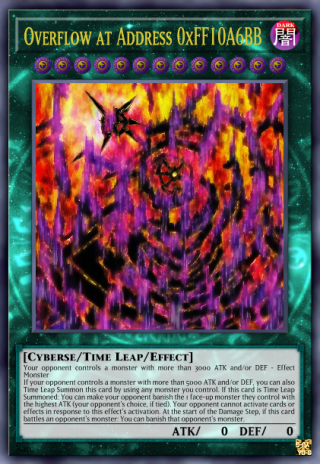 Overflow at Address 0xFF10A6BB
DARK
闇
[Cyberse/Time Leap/Effect]
Your opponent controls a monster with more than 3000 ATK and/or DEF - Effect
Monster
If your opponent controls a monster with more than 5000 ATK and/or DEF, you can also
Time Leap Summon this card by using any monster you control. If this card is Time Leap
Summoned: You can make your opponent banish the 1 face-up monster they control with
the highest ATK (your opponent's choice, if tied). Your opponent cannot activate cards or
effects in response to this effect's activation. At the start of the Damage Step, if this card
battles an opponent's monster: You can banish that opponent's monster.
ATK/ 0 DEF/ 0